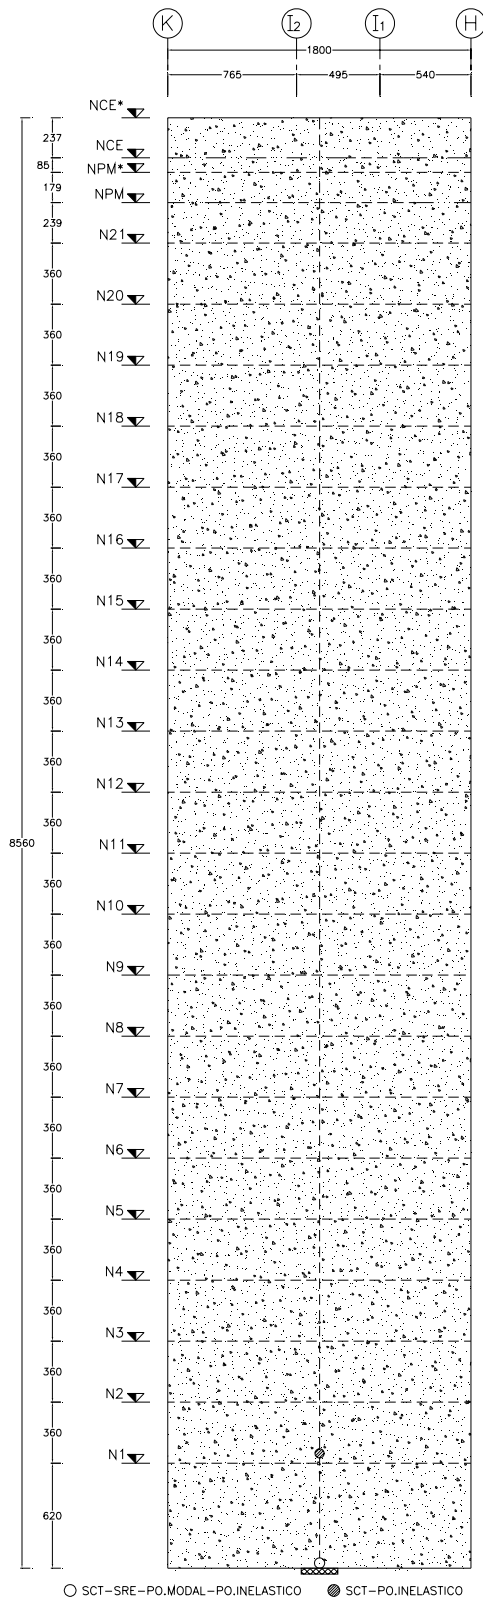 K I2 I1 H
1800
765 495 540
NCE*
237
NCE
85
NPM*
179
NPM
239
N21
360
N20
360
N19
360
N18
360
N17
360
N16
360
N15
360
N14
360
N13
360
N12
360
8560
N11
360
N10
360
N9
360
N8
360
N7
360
N6
360
N5
360
N4
360
N3
360
N2
360
N1
620
SCT-SRE-PO.MODAL-PO.INELASTICO SCT-PO.INELASTICO